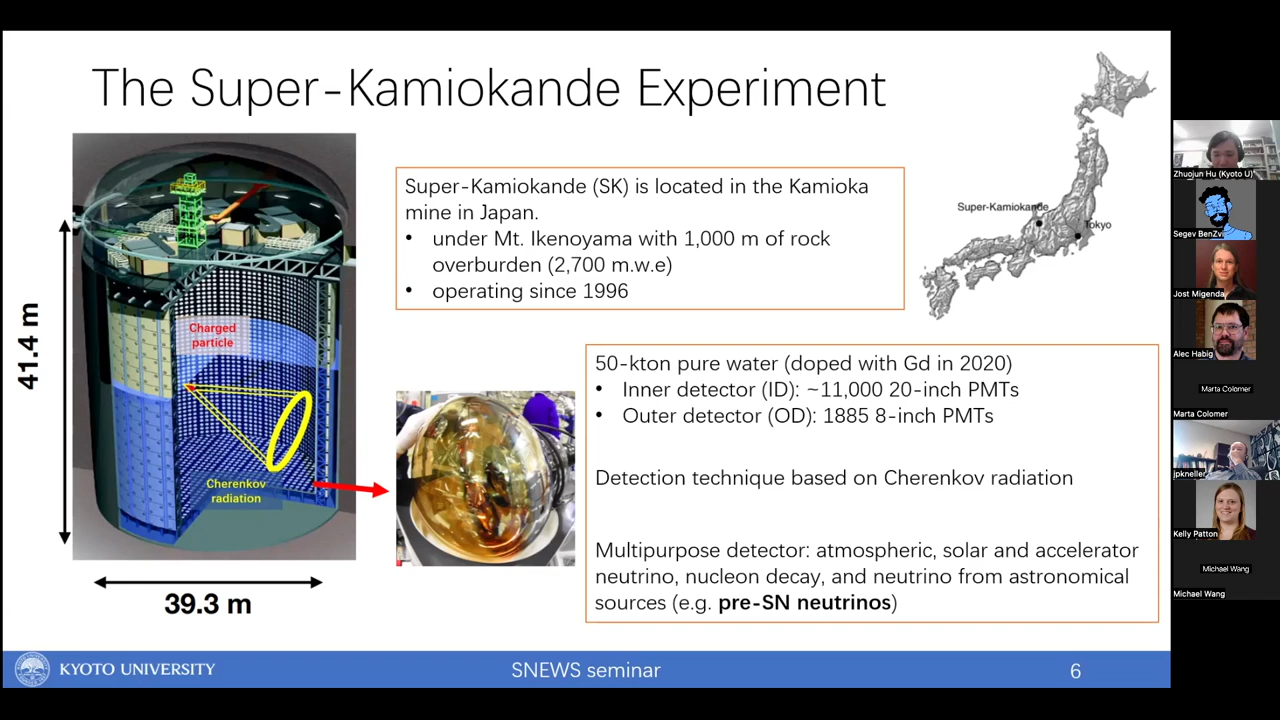 The Super-Kamiokande Experiment
41.4 m
39.3 m
Charged
particle
Cherenkov
radiation
Super-Kamiokande (SK) is located in the Kamioka
mine in Japan.
• under Mt. Ikenoyama with 1,000 m of rock
overburden (2,700 m.w.e)
• operating since 1996
Super-Kamiokande
Tokyo
50-kton pure water (doped with Gd in 2020)
• Inner detector (ID): ~11,000 20-inch PMTs
• Outer detector (OD): 1885 8-inch PMTs
Detection technique based on Cherenkov radiation
Multipurpose detector: atmospheric, solar and accelerator
neutrino, nucleon decay, and neutrino from astronomical
sources (e.g. pre-SN neutrinos)
KYOTO UNIVERSITY
SNEWS seminar
6
Zhuojun Hu (Kyoto U)
Segev BenZvi
Jost Migenda
Alec Habig
Marta Colomer
Marta Colomer
jpkneller
Kelly Patton
Michael Wang
Michael Wang